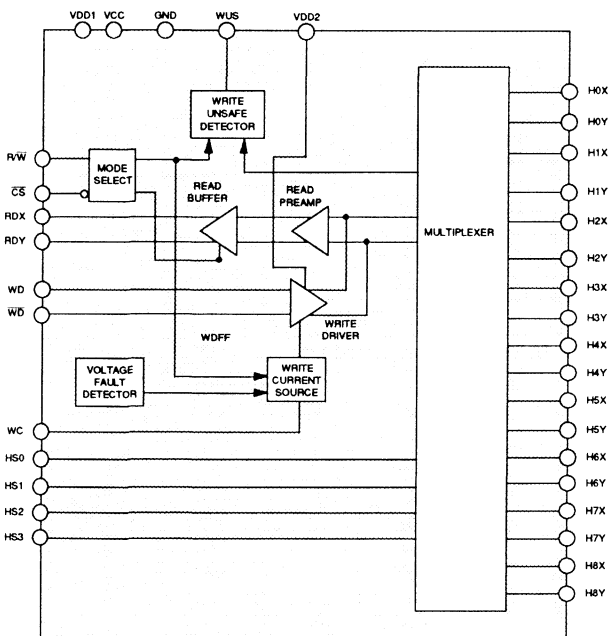 VDD1 VCC GND WUS VDD2
WRITE
UNSAFE
DETECTOR
R/W̅
C̅S̅
RDX
RDY
WD
W̅D̅
WC
HS0
HS1
HS2
HS3
MODE
SELECT
READ
BUFFER
READ
PREAMP
WRITE
DRIVER
WDFF
VOLTAGE
FAULT
DETECTOR
WRITE
CURRENT
SOURCE
MULTIPLEXER
H0X
H0Y
H1X
H1Y
H2X
H2Y
H3X
H3Y
H4X
H4Y
H5X
H5Y
H6X
H6Y
H7X
H7Y
H8X
H8Y